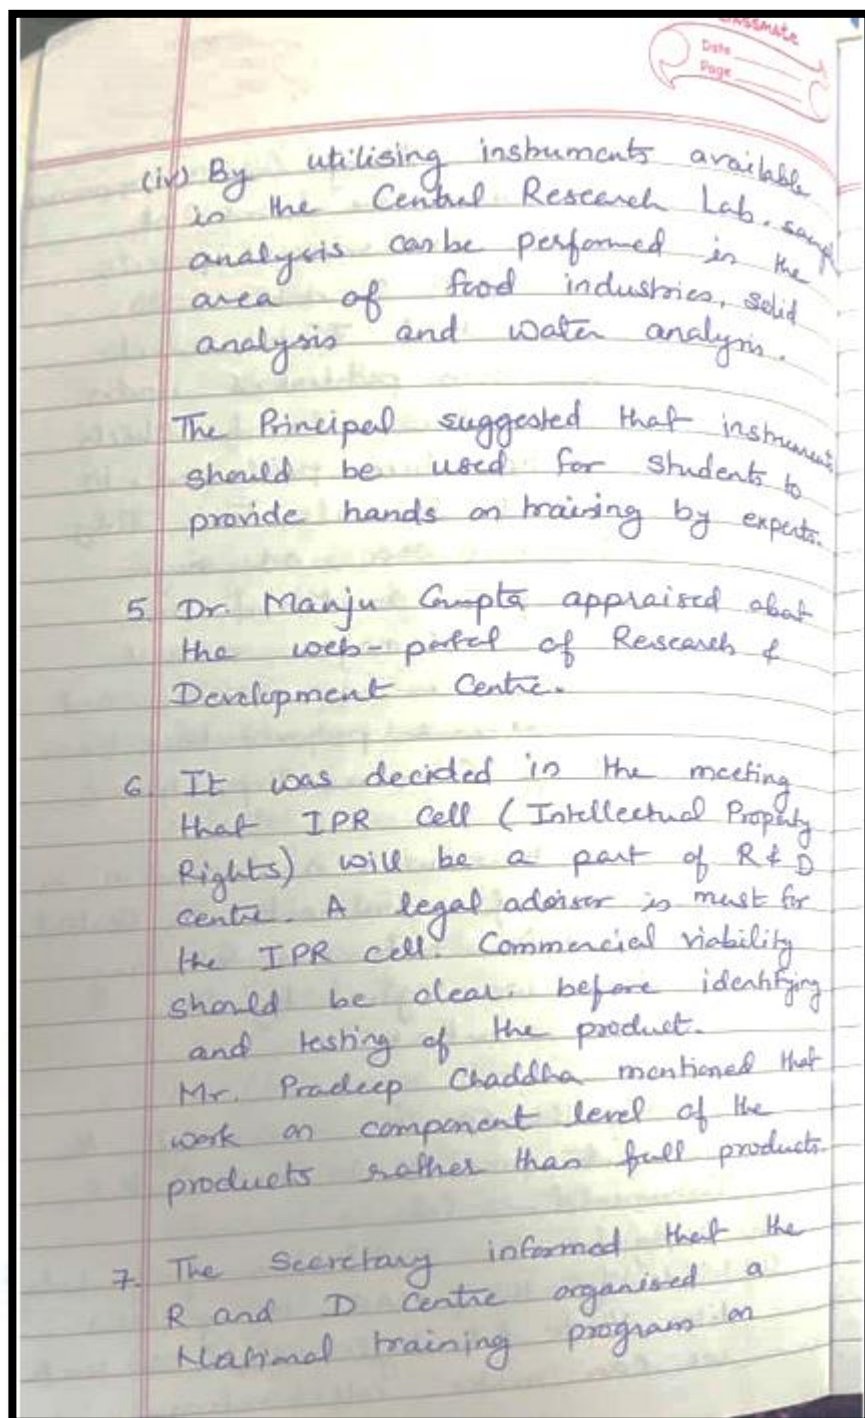 classmate
Date
Page
(iv) By utilising instruments available
in the Central Research Lab. sample
analysis can be performed in the
area of food industries, solid
analysis and water analysis.
The Principal suggested that instruments
should be used for students to
provide hands on training by experts.
5 Dr. Manju Gupta appraised about
the web-portal of Research &
Development Centre.
6 It was decided in the meeting
that IPR cell (Intellectual Property
Rights) will be a part of R & D
centre. A legal advisor is must for
the IPR cell. Commercial viability
should be clear before identifying
and testing of the product.
Mr. Pradeep Chaddha mentioned that
work on component level of the
products rather than full products.
7. The Secretary informed that the
R and D Centre organised a
National training program on